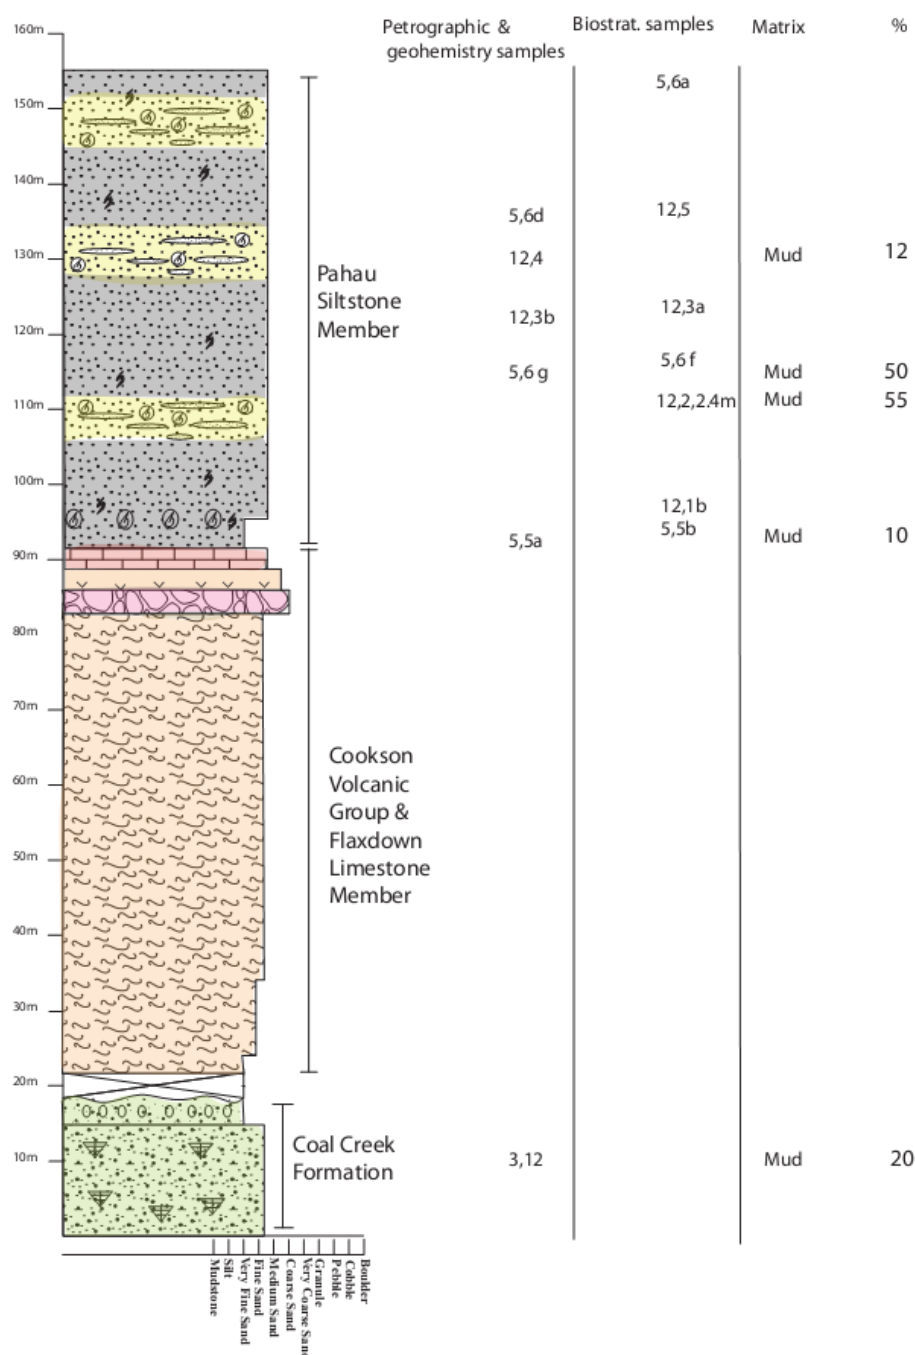 Petrographic & Biostrat. samples Matrix %
geohemistry samples
160m
5,6a
150m
140m
5,6d 12,5
130m
12,4 Mud 12
Pahau
Siltstone
Member
12,3a
12,3b
120m
5,6 f
5,6 g Mud 50
110m
12,2,2.4m Mud 55
100m
12,1b
5,5b
5,5a Mud 10
90m
80m
70m
Cookson
Volcanic
Group &
Flaxdown
Limestone
Member
60m
50m
40m
30m
20m
Coal Creek
Formation
10m
3,12 Mud 20
Mudstone
Silt
Very Fine Sand
Fine Sand
Medium Sand
Coarse Sand
Very Coarse Sand
Granule
Pebble
Cobble
Boulder